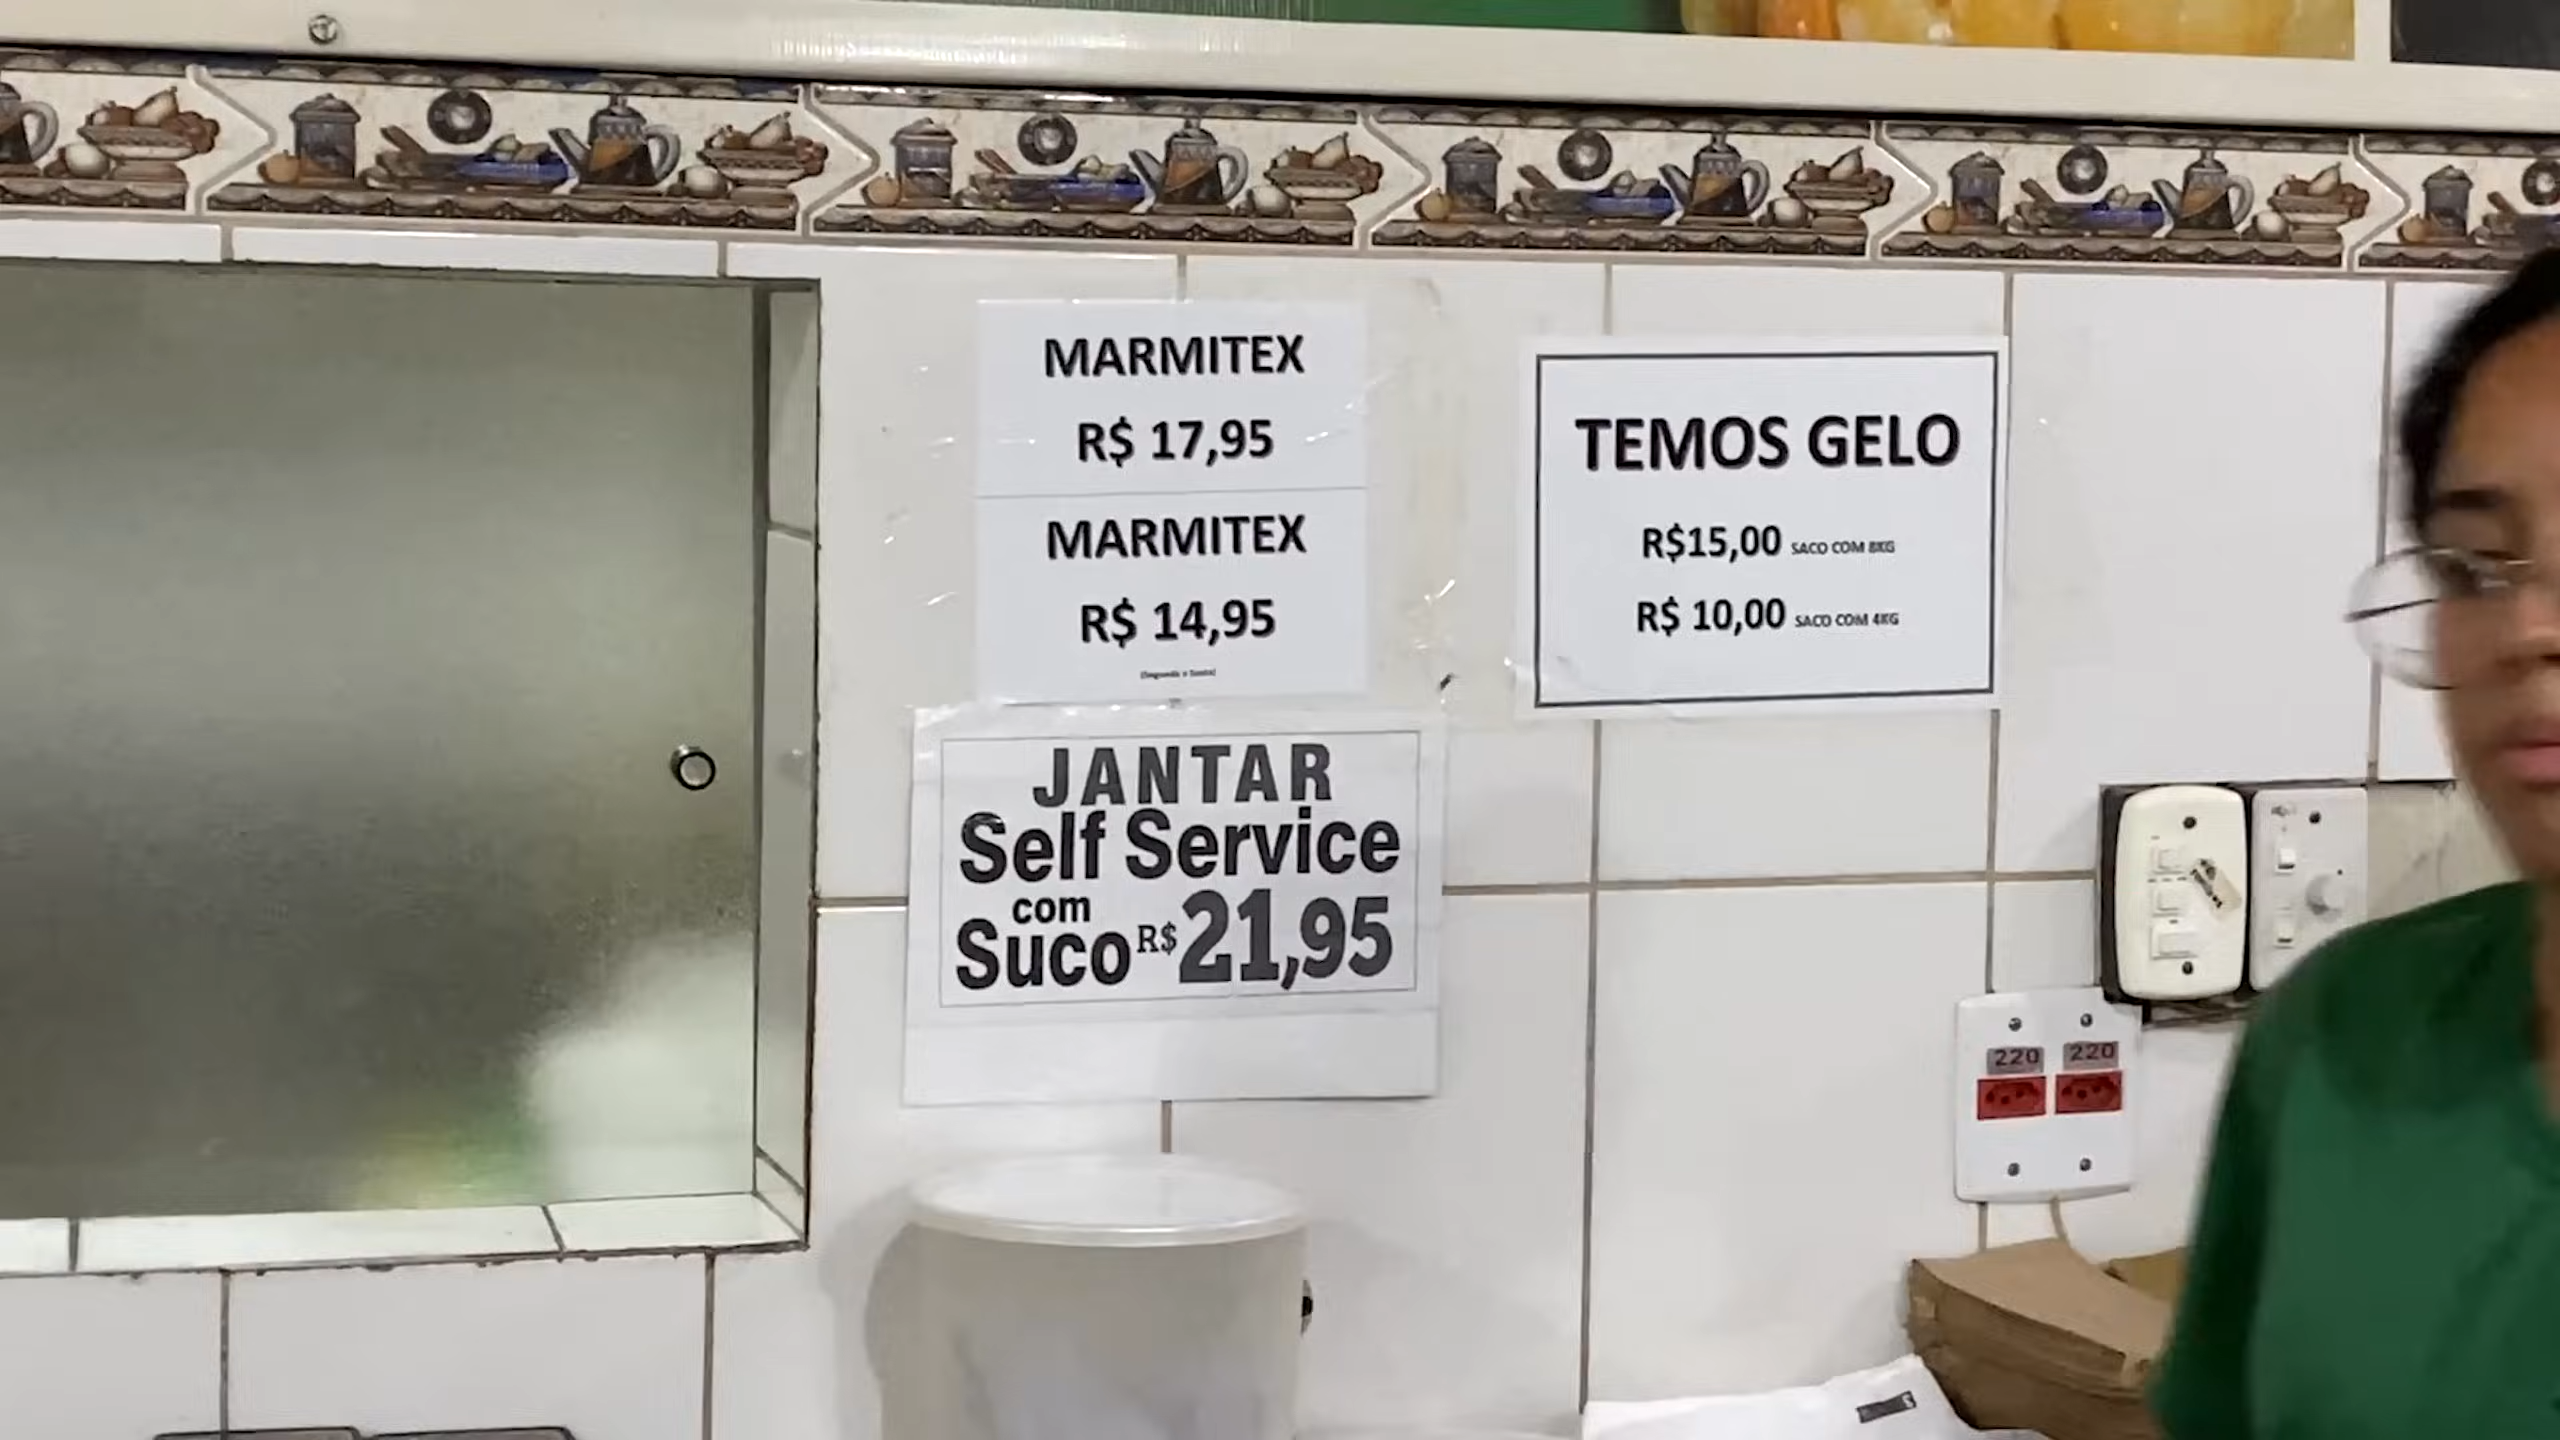 MARMITEX
R$ 17,95
MARMITEX
R$ 14,95
JANTAR
Self Service
com
Suco R$ 21,95
TEMOS GELO
R$15,00 SACO COM 8KG
R$ 10,00 SACO COM 4KG
220 220